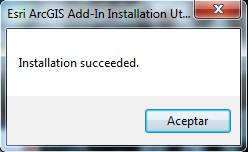 Esri ArcGIS Add-In Installation Ut...
Installation succeeded.
Aceptar